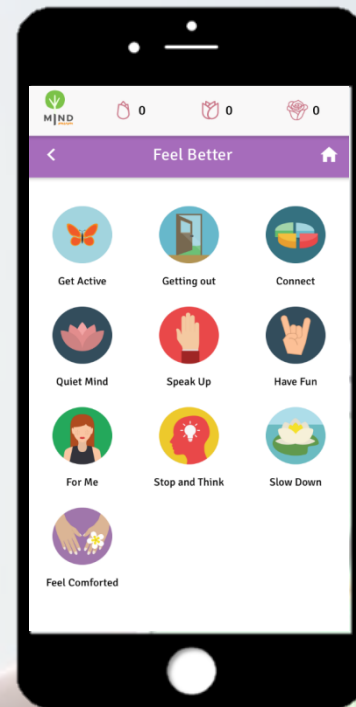 MIND
0 0 0
Feel Better
Get Active Getting out Connect
Quiet Mind Speak Up Have Fun
For Me Stop and Think Slow Down
Feel Comforted